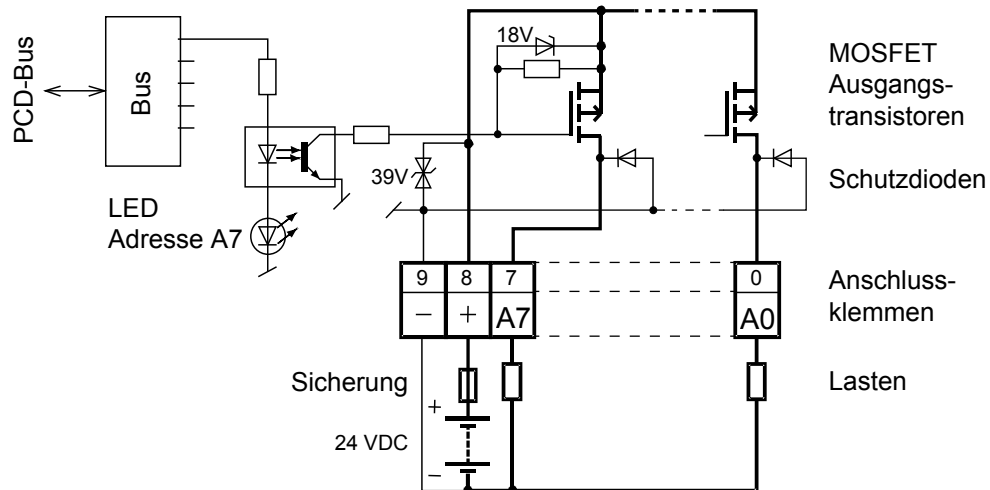 PCD-Bus
Bus
18V
MOSFET
Ausgangs-
transistoren
39V
Schutzdioden
LED
Adresse A7
9 8 7 0
Anschluss-
klemmen
− + A7 A0
Sicherung
Lasten
+
24 VDC
−